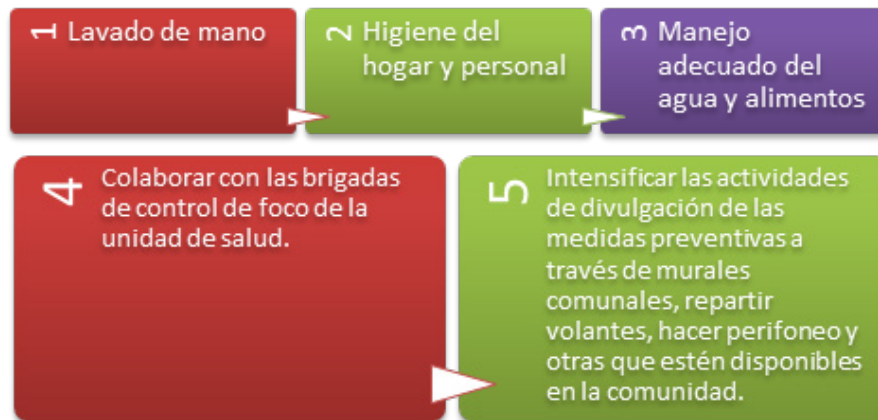 1 Lavado de mano
2 Higiene del
hogar y personal
3 Manejo
adecuado del
agua y alimentos
4 Colaborar con las brigadas
de control de foco de la
unidad de salud.
5 Intensificar las actividades
de divulgación de las
medidas preventivas a
través de murales
comunales, repartir
volantes, hacer perifoneo y
otras que estén disponibles
en la comunidad.